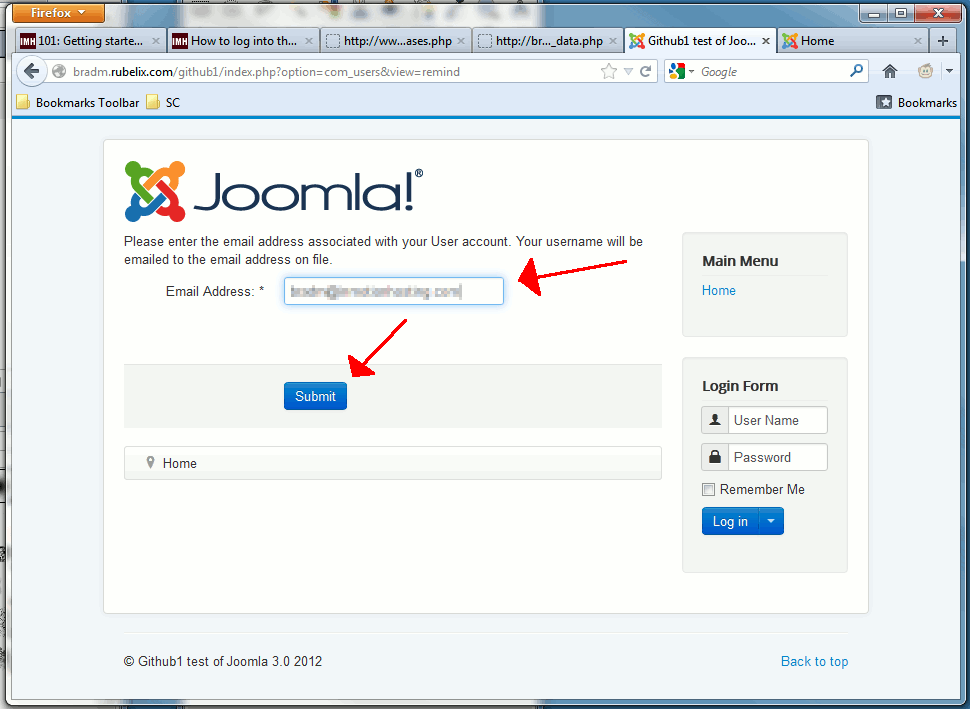 Firefox
101: Getting starte...
How to log into th...
http://ww...ases.php
http://br..._data.php
Github1 test of Joo...
Home
bradm.rubelix.com/github1/index.php?option=com_users&view=remind
Google
Bookmarks Toolbar
SC
Bookmarks
Joomla!®
Please enter the email address associated with your User account. Your username will be
emailed to the email address on file.
Email Address: *
Submit
Home
Main Menu
Home
Login Form
User Name
Password
Remember Me
Log in
© Github1 test of Joomla 3.0 2012
Back to top